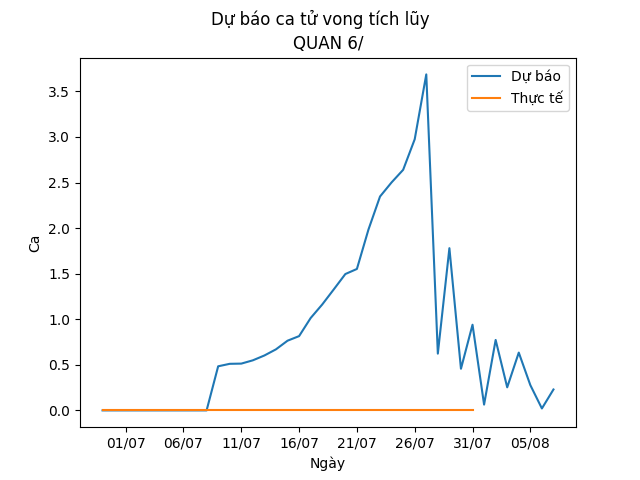 Dự báo ca tử vong tích lũy
QUAN 6/
Dự báo
Thực tế
3.5
3.0
2.5
2.0
1.5
1.0
0.5
0.0
Ca
01/07 06/07 11/07 16/07 21/07 26/07 31/07 05/08
Ngày